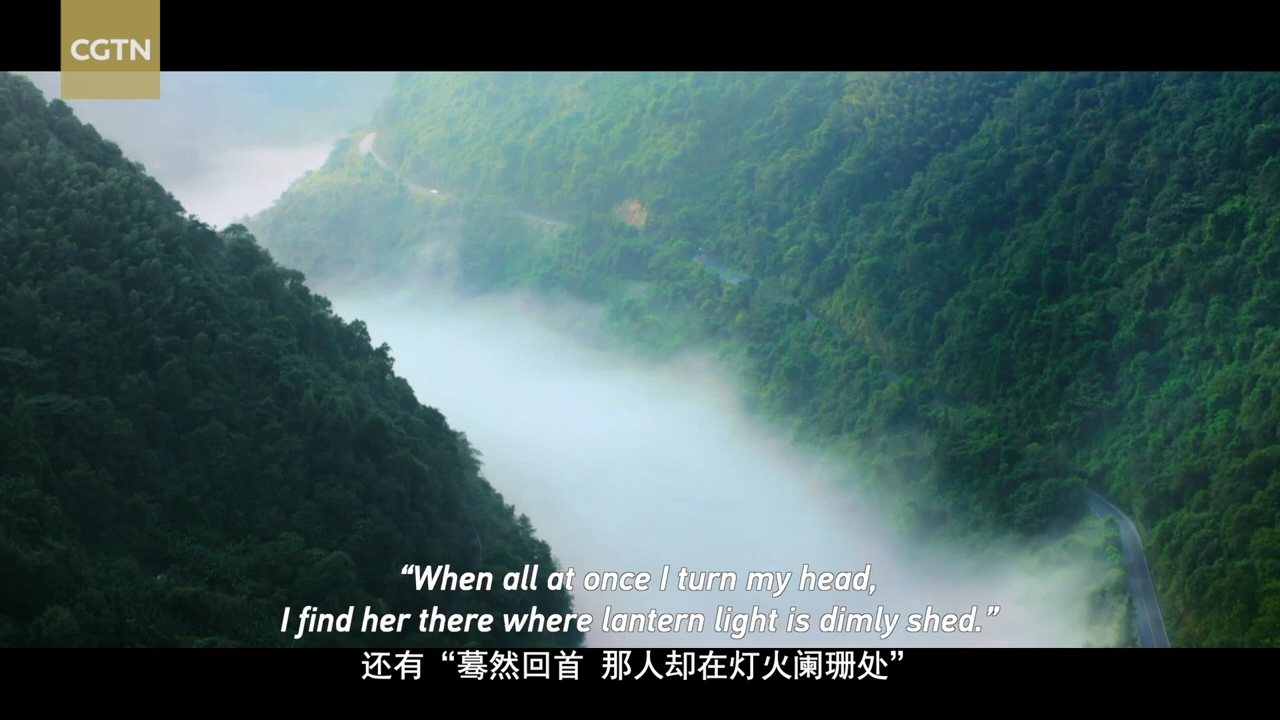 CGTN
“When all at once I turn my head,
I find her there where lantern light is dimly shed.”
还有“蓦然回首 那人却在灯火阑珊处”